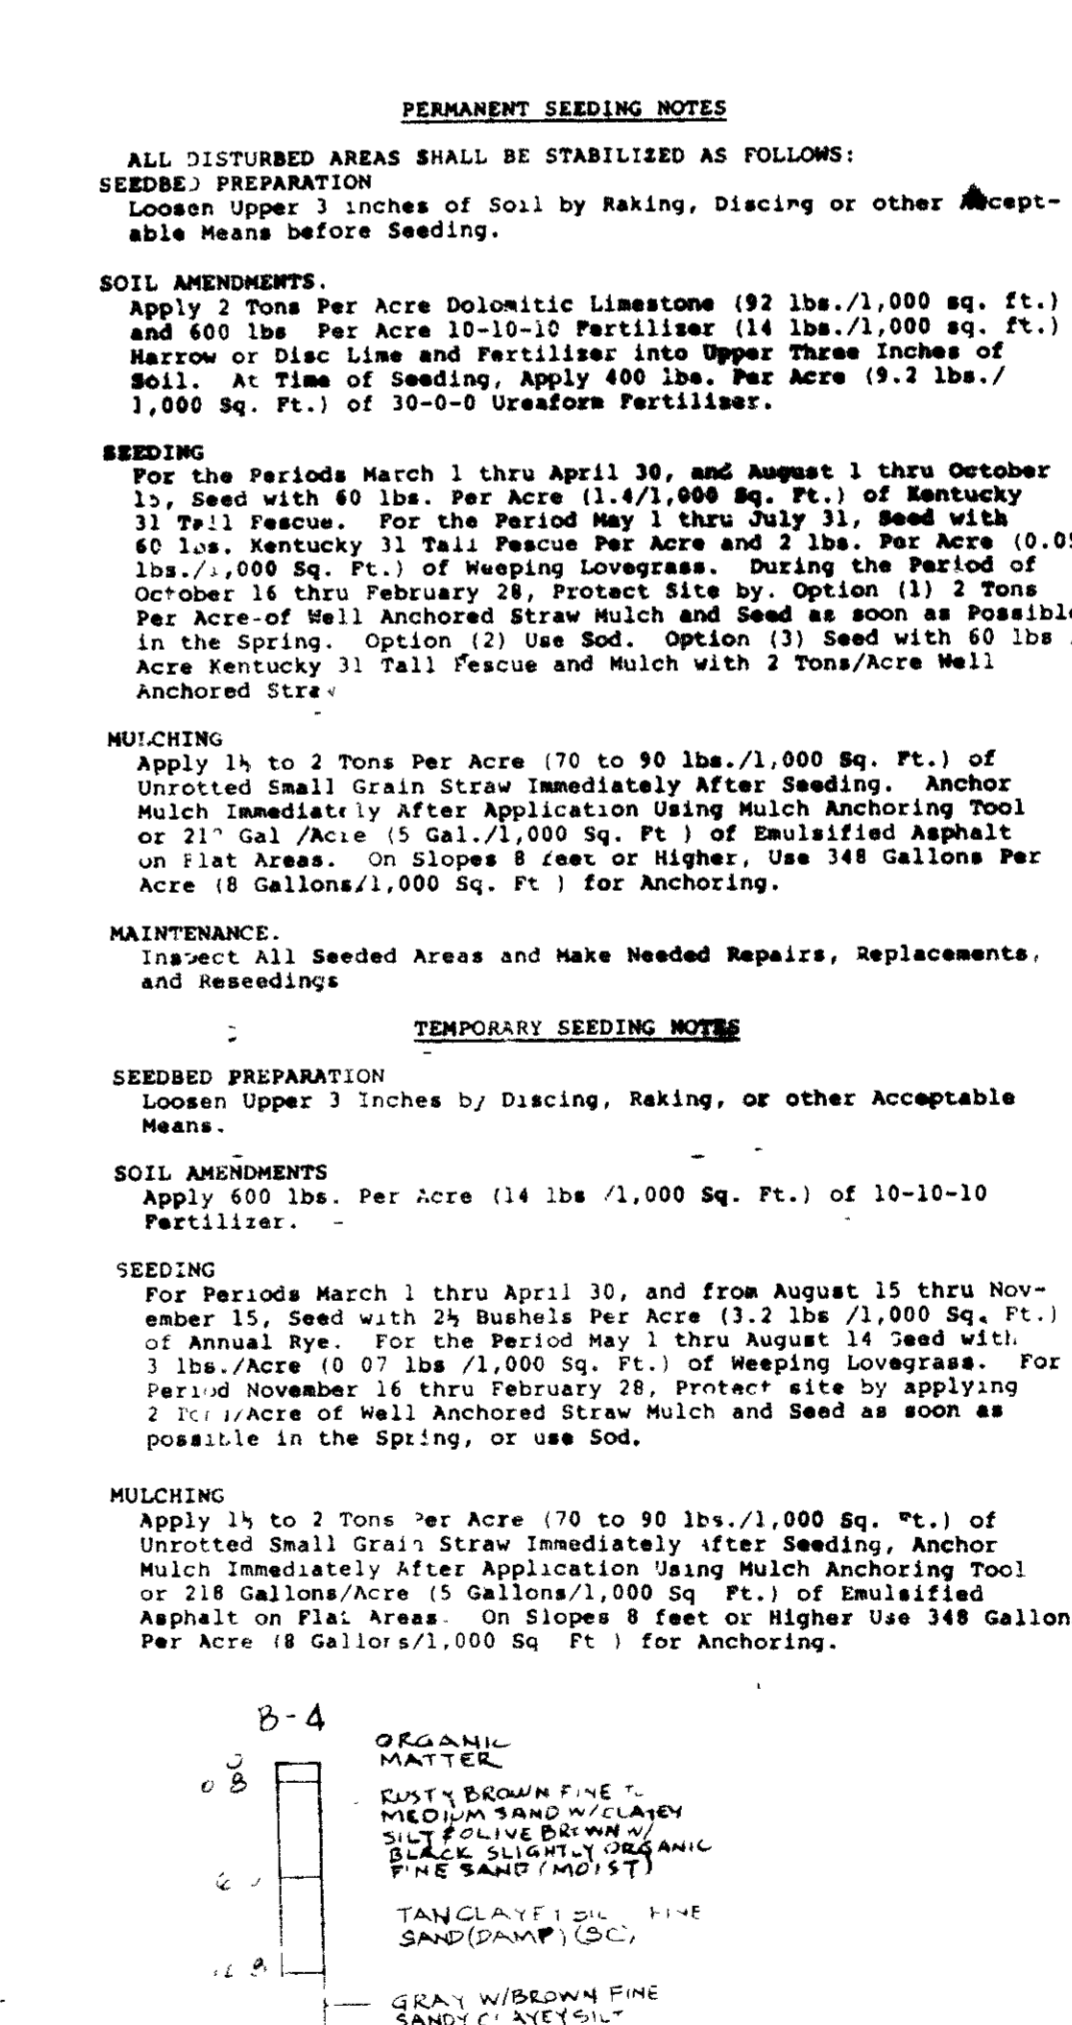 PERMANENT SEEDING NOTES
ALL DISTURBED AREAS SHALL BE STABILIZED AS FOLLOWS:
SEEDBED PREPARATION
Loosen Upper 3 inches of Soil by Raking, Discing or other Accept-
able Means before Seeding.
SOIL AMENDMENTS.
Apply 2 Tons Per Acre Dolomitic Limestone (92 lbs./1,000 sq. ft.)
and 600 lbs Per Acre 10-10-10 Fertiliser (14 lbs./1,000 sq. ft.)
Harrow or Disc Lime and Fertiliser into Upper Three Inches of
Soil. At Time of Seeding, Apply 400 lbs. Per Acre (9.2 lbs./
1,000 Sq. Ft.) of 30-0-0 Ureaform Fertiliser.
SEEDING
For the Periods March 1 thru April 30, and August 1 thru October
15, Seed with 60 lbs. Per Acre (1.4/1,000 Sq. Ft.) of Kentucky
31 Tall Fescue. For the Period May 1 thru July 31, Seed with
60 lbs. Kentucky 31 Tall Fescue Per Acre and 2 lbs. Per Acre (0.05
lbs./1,000 Sq. Ft.) of Weeping Lovegrass. During the Period of
October 16 thru February 28, Protect Site by. Option (1) 2 Tons
Per Acre-of Well Anchored Straw Mulch and Seed as soon as Possible
in the Spring. Option (2) Use Sod. Option (3) Seed with 60 lbs
Acre Kentucky 31 Tall Fescue and Mulch with 2 Tons/Acre Well
Anchored Straw
MULCHING
Apply 1½ to 2 Tons Per Acre (70 to 90 lbs./1,000 Sq. Ft.) of
Unrotted Small Grain Straw Immediately After Seeding. Anchor
Mulch Immediately After Application Using Mulch Anchoring Tool
or Gal /Acre (5 Gal./1,000 Sq. Ft ) of Emulsified Asphalt
on Flat Areas. On Slopes 8 feet or Higher, Use 348 Gallons Per
Acre (8 Gallons/1,000 Sq. Ft ) for Anchoring.
MAINTENANCE.
Inspect All Seeded Areas and Make Needed Repairs, Replacements,
and Reseedings
TEMPORARY SEEDING NOTES
SEEDBED PREPARATION
Loosen Upper 3 Inches by Discing, Raking, or other Acceptable
Means.
SOIL AMENDMENTS
Apply 600 lbs. Per Acre (14 lbs /1,000 Sq. Ft.) of 10-10-10
Fertilizer.
SEEDING
For Periods March 1 thru April 30, and from August 15 thru Nov-
ember 15, Seed with 2½ Bushels Per Acre (3.2 lbs /1,000 Sq. Ft.)
of Annual Rye. For the Period May 1 thru August 14 Seed with
3 lbs./Acre (0 07 lbs /1,000 Sq. Ft.) of Weeping Lovegrass. For
Period November 16 thru February 28, Protect site by applying
2 Tons/Acre of Well Anchored Straw Mulch and Seed as soon as
possible in the Spring, or use Sod.
MULCHING
Apply 1½ to 2 Tons Per Acre (70 to 90 lbs./1,000 Sq. Ft.) of
Unrotted Small Grain Straw Immediately After Seeding, Anchor
Mulch Immediately After Application Using Mulch Anchoring Tool
or 218 Gallons/Acre (5 Gallons/1,000 Sq Ft.) of Emulsified
Asphalt on Flat Areas. On Slopes 8 feet or Higher Use 348 Gallon
Per Acre (8 Gallons/1,000 Sq Ft ) for Anchoring.
B-4
ORGANIC
MATTER
0
0 8
RUSTY BROWN FINE TO
MEDIUM SAND W/CLAYEY
SILT & OLIVE BROWN W/
BLACK SLIGHTLY ORGANIC
FINE SAND (MOIST)
TAN CLAYEY FINE
SAND (DAMP) (SC)
GRAY W/BROWN FINE
SANDY CLAYEY SILT